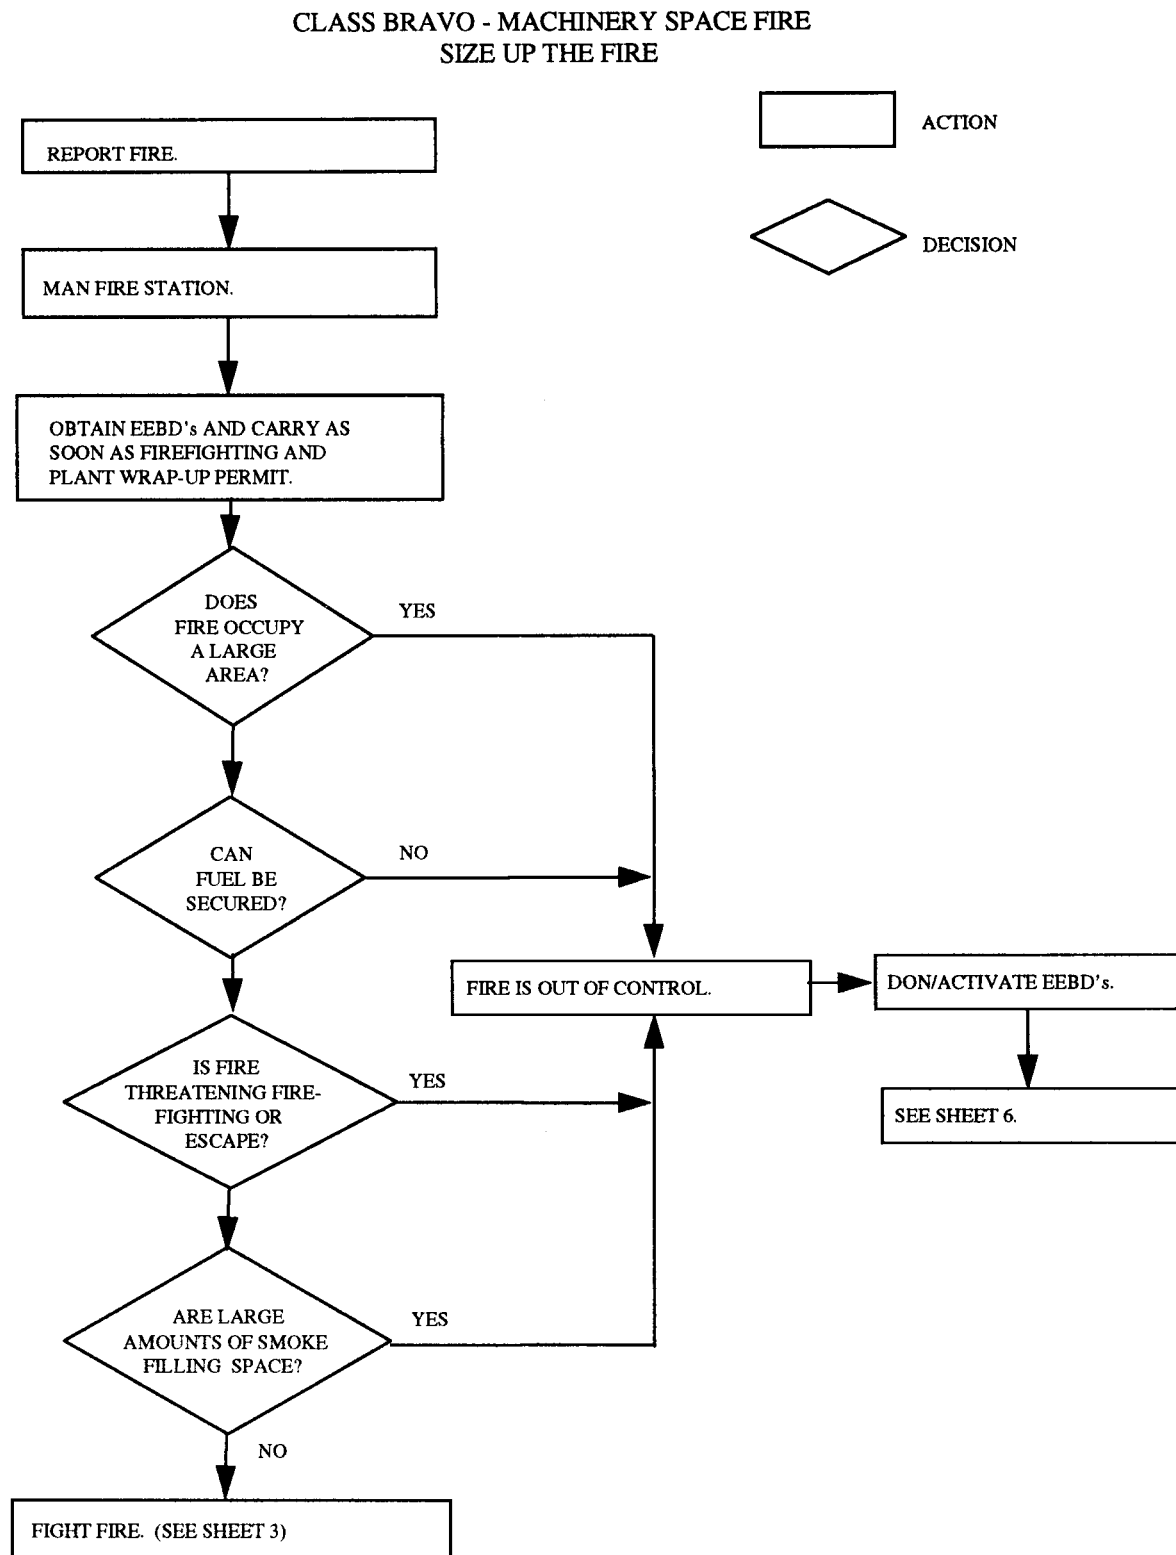 CLASS BRAVO - MACHINERY SPACE FIRE
SIZE UP THE FIRE
ACTION
DECISION
REPORT FIRE.
MAN FIRE STATION.
OBTAIN EEBD's AND CARRY AS
SOON AS FIREFIGHTING AND
PLANT WRAP-UP PERMIT.
DOES
FIRE OCCUPY
A LARGE
AREA?
YES
CAN
FUEL BE
SECURED?
NO
FIRE IS OUT OF CONTROL.
DON/ACTIVATE EEBD's.
SEE SHEET 6.
IS FIRE
THREATENING FIRE-
FIGHTING OR
ESCAPE?
YES
ARE LARGE
AMOUNTS OF SMOKE
FILLING SPACE?
YES
NO
FIGHT FIRE. (SEE SHEET 3)